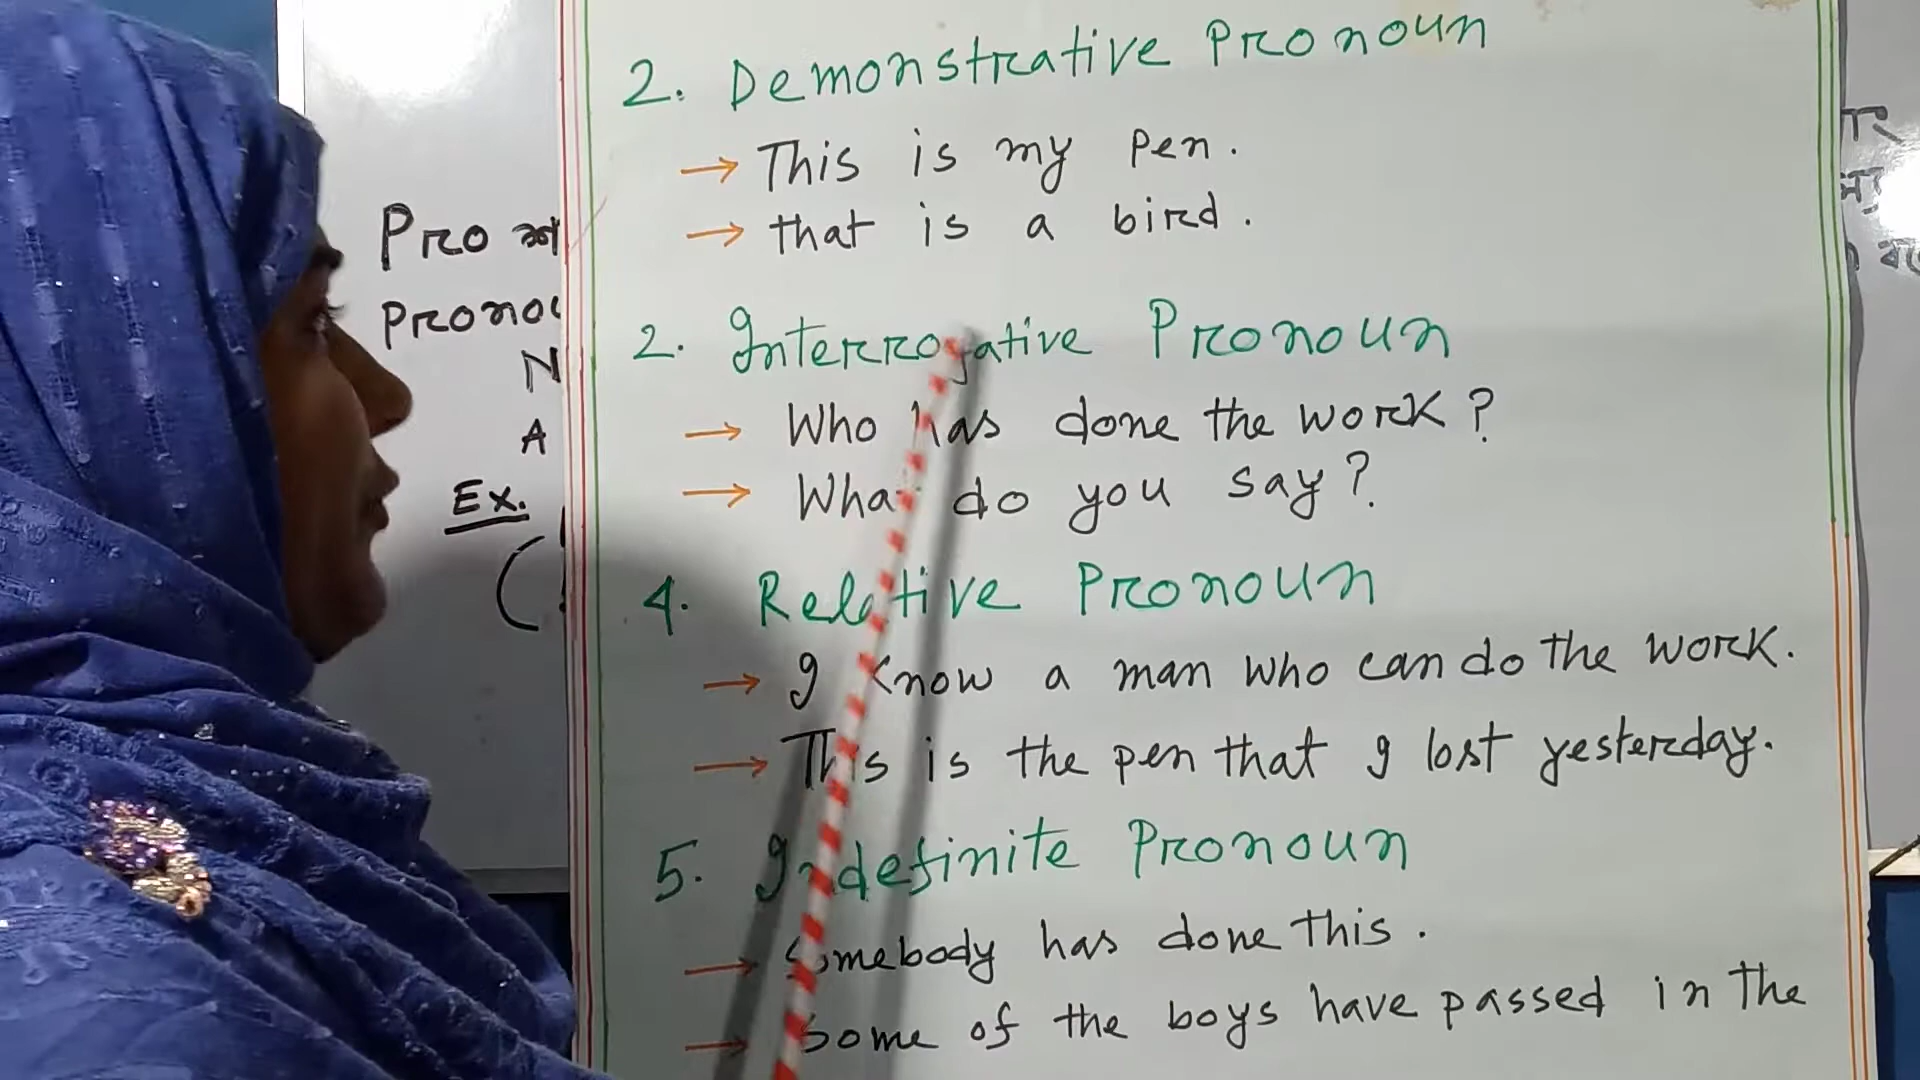 2. Demonstrative Pronoun
→ This is my pen.
→ that is a bird.
2. Interrogative Pronoun
→ Who has done the work?
→ What do you say?
4. Relative Pronoun
→ I know a man who can do the work.
→ This is the pen that I lost yesterday.
5. Indefinite Pronoun
→ Somebody has done this.
→ Some of the boys have passed in the
Pro
Pronou
N
A
Ex.
(